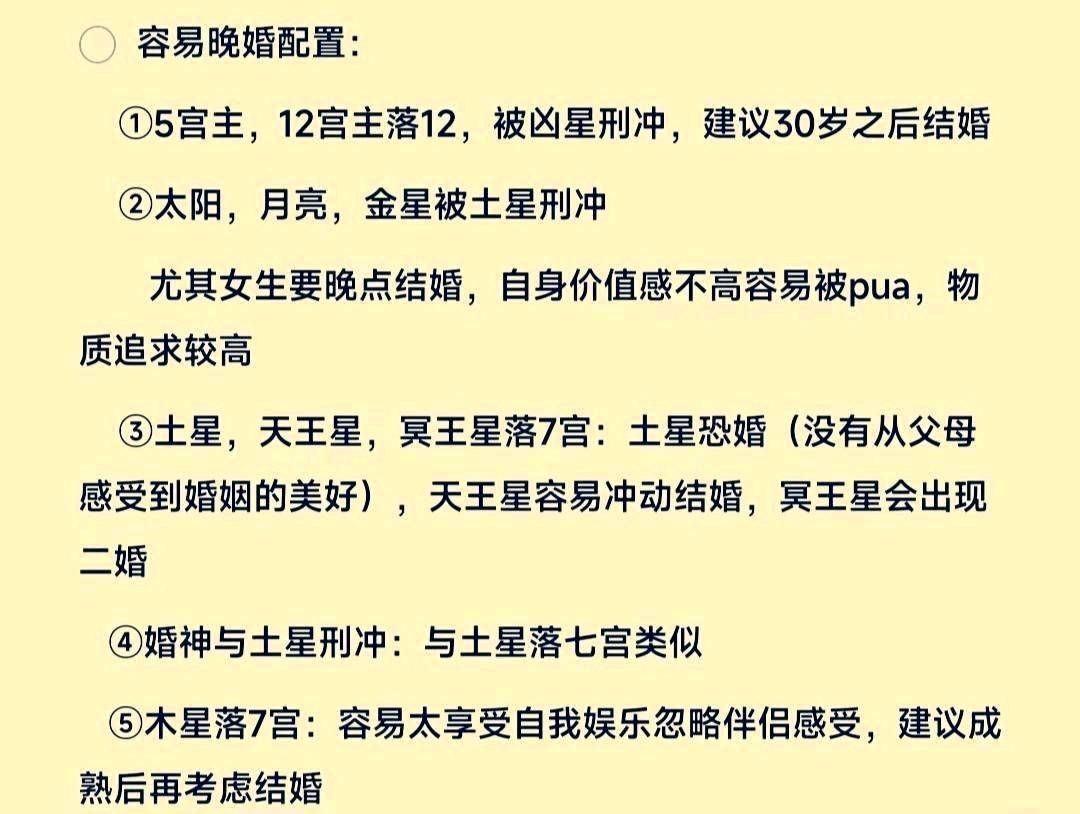 容易晚婚配置：
①5宫主，12宫主落12，被凶星刑冲，建议30岁之后结婚
②太阳，月亮，金星被土星刑冲
尤其女生要晚点结婚，自身价值感不高容易被pua，物
质追求较高
③土星，天王星，冥王星落7宫：土星恐婚（没有从父母
感受到婚姻的美好），天王星容易冲动结婚，冥王星会出现
二婚
④婚神与土星刑冲：与土星落七宫类似
⑤木星落7宫：容易太享受自我娱乐忽略伴侣感受，建议成
熟后再考虑结婚